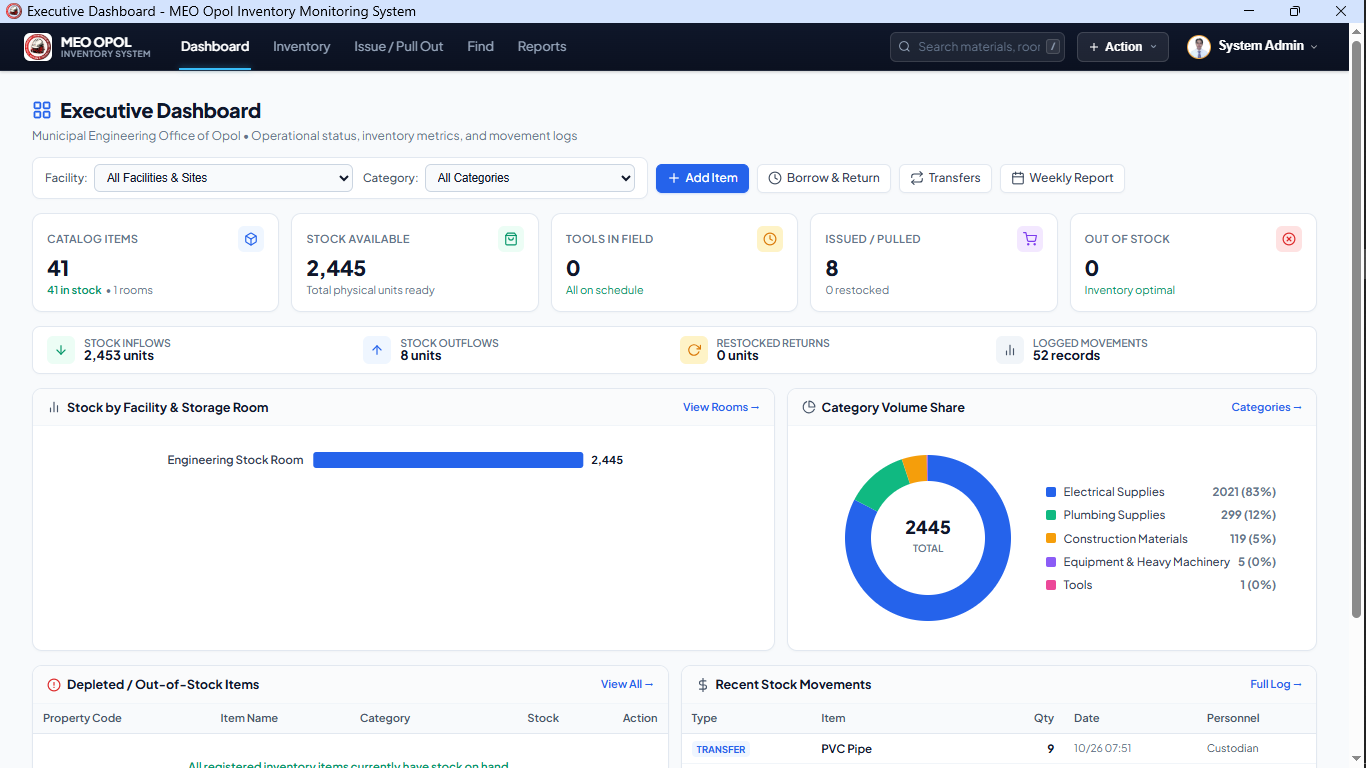 Executive Dashboard - MEO Opol Inventory Monitoring System
MEO OPOL
INVENTORY SYSTEM
Dashboard Inventory Issue / Pull Out Find Reports
Search materials, roor /
+ Action
System Admin
Executive Dashboard
Municipal Engineering Office of Opol • Operational status, inventory metrics, and movement logs
Facility: All Facilities & Sites Category: All Categories + Add Item Borrow & Return Transfers Weekly Report
CATALOG ITEMS
41
41 in stock • 1 rooms
STOCK AVAILABLE
2,445
Total physical units ready
TOOLS IN FIELD
0
All on schedule
ISSUED / PULLED
8
0 restocked
OUT OF STOCK
0
Inventory optimal
STOCK INFLOWS
2,453 units
STOCK OUTFLOWS
8 units
RESTOCKED RETURNS
0 units
LOGGED MOVEMENTS
52 records
Stock by Facility & Storage Room View Rooms →
Engineering Stock Room 2,445
Category Volume Share Categories →
2445
TOTAL
Electrical Supplies 2021 (83%)
Plumbing Supplies 299 (12%)
Construction Materials 119 (5%)
Equipment & Heavy Machinery 5 (0%)
Tools 1 (0%)
Depleted / Out-of-Stock Items View All →
Property Code Item Name Category Stock Action
All registered inventory items currently have stock on hand
Recent Stock Movements Full Log →
Type Item Qty Date Personnel
TRANSFER PVC Pipe 9 10/26 07:51 Custodian